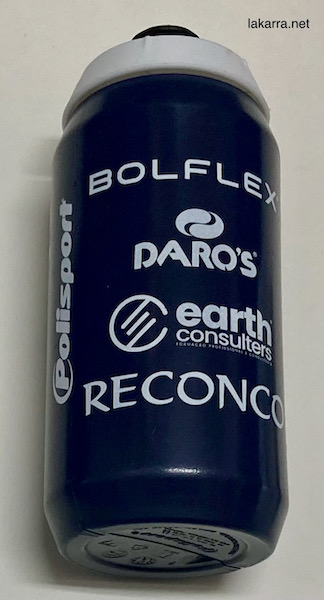 lakarra.net
BOLFLEX
DARO'S
earth
consulters
RECONCO
Polisport